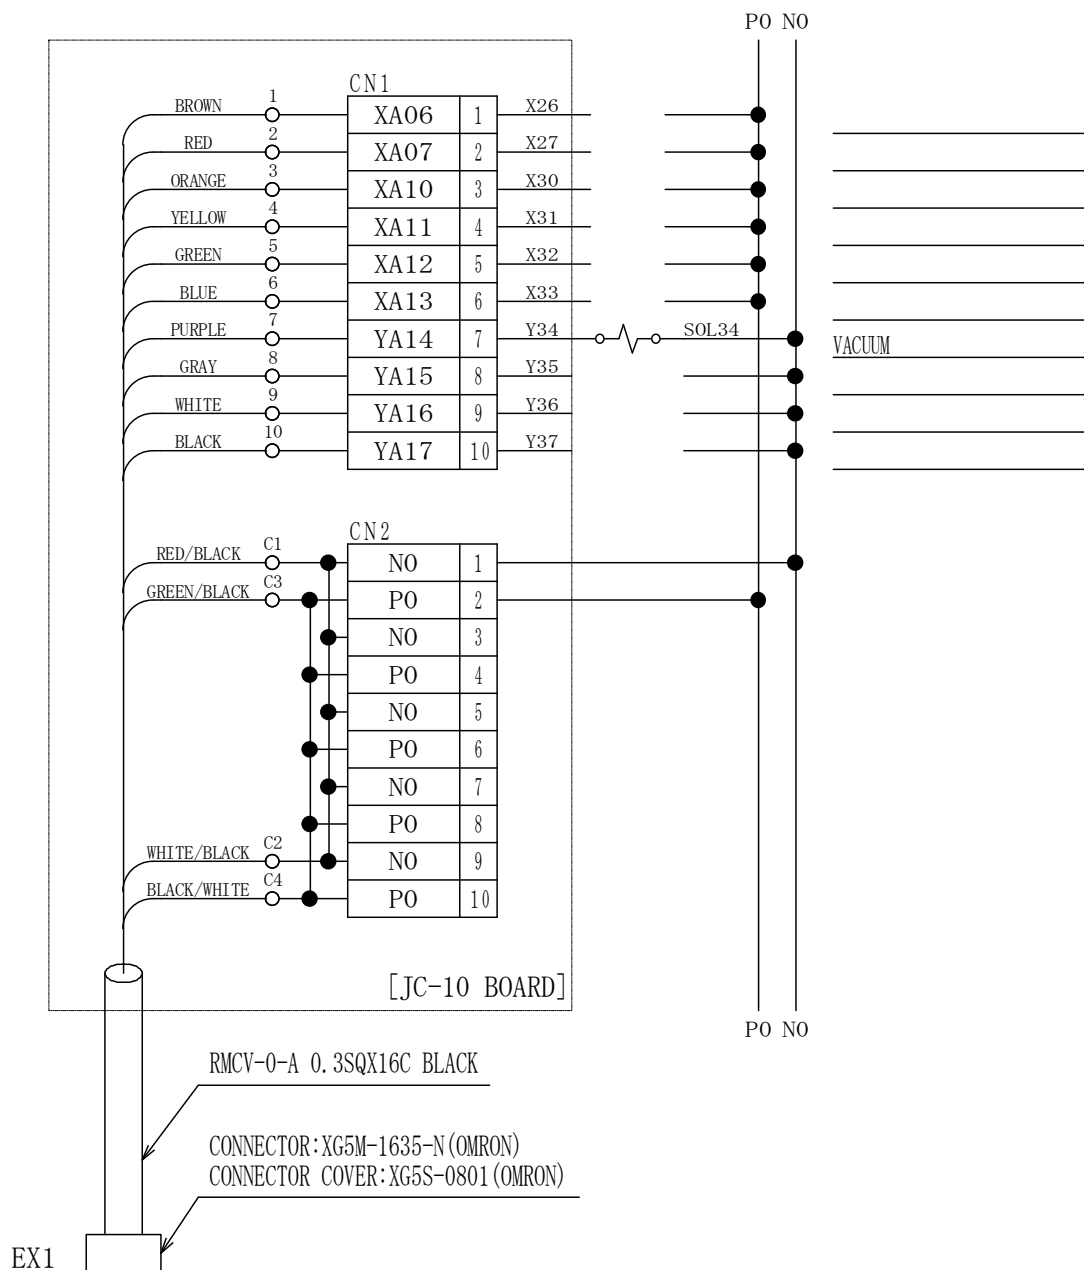 P0 N0
CN1
BROWN 1 XA06 1 X26
RED 2 XA07 2 X27
ORANGE 3 XA10 3 X30
YELLOW 4 XA11 4 X31
GREEN 5 XA12 5 X32
BLUE 6 XA13 6 X33
PURPLE 7 YA14 7 Y34 SOL34 VACUUM
GRAY 8 YA15 8 Y35
WHITE 9 YA16 9 Y36
BLACK 10 YA17 10 Y37
CN2
RED/BLACK C1 N0 1
GREEN/BLACK C3 P0 2
N0 3
P0 4
N0 5
P0 6
N0 7
P0 8
WHITE/BLACK C2 N0 9
BLACK/WHITE C4 P0 10
[JC-10 BOARD]
P0 N0
RMCV-0-A 0.3SQX16C BLACK
CONNECTOR:XG5M-1635-N(OMRON)
CONNECTOR COVER:XG5S-0801(OMRON)
EX1